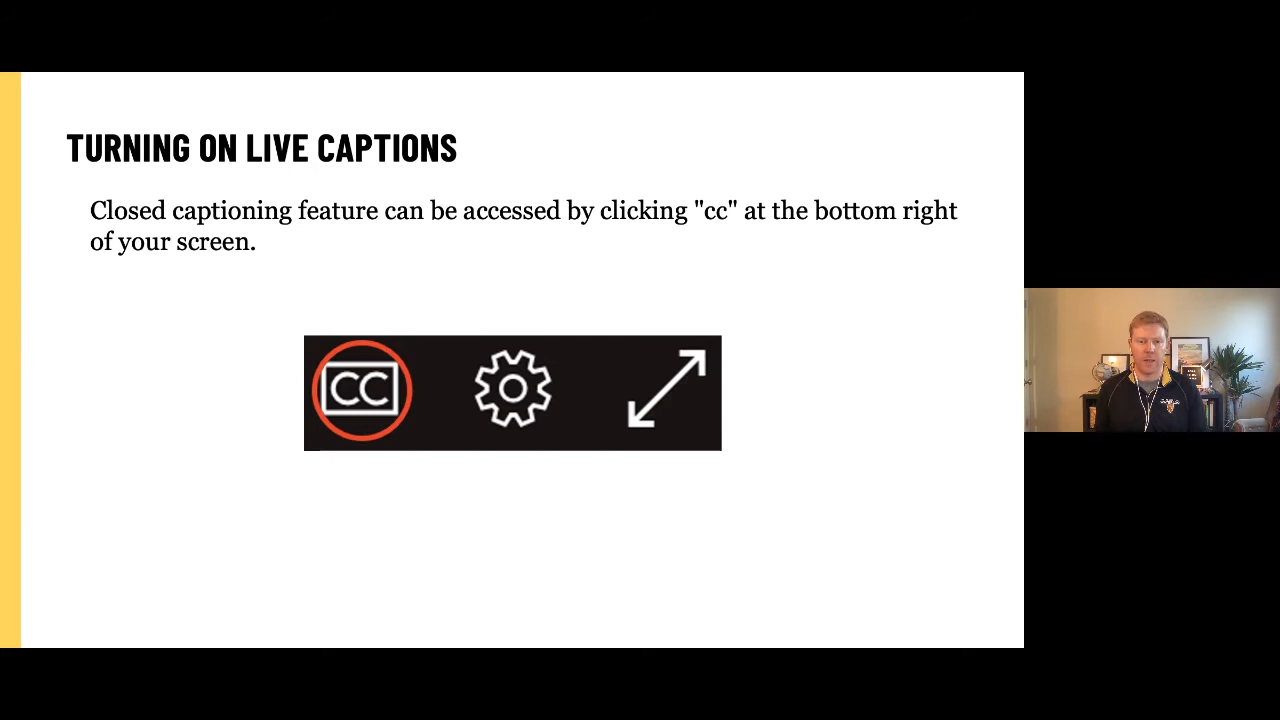 TURNING ON LIVE CAPTIONS
Closed captioning feature can be accessed by clicking "cc" at the bottom right
of your screen.
CC